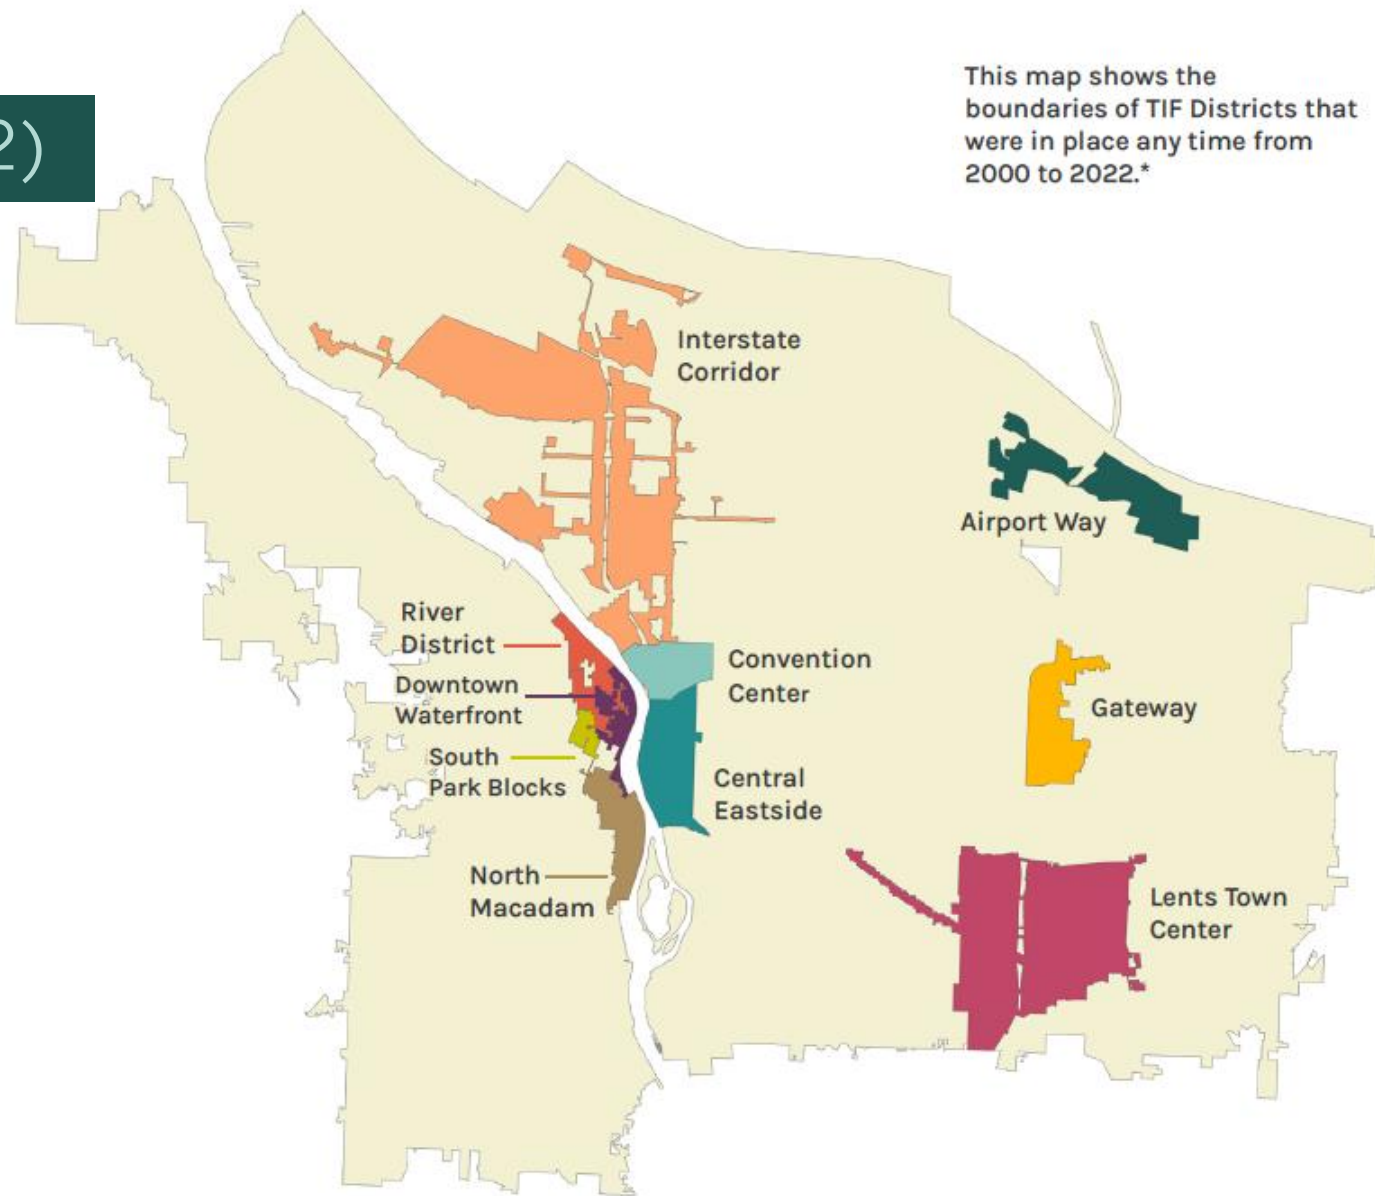 2)
This map shows the
boundaries of TIF Districts that
were in place any time from
2000 to 2022.*
Interstate
Corridor
Airport Way
River
District
Convention
Center
Downtown
Waterfront
Gateway
South
Park Blocks
Central
Eastside
North
Macadam
Lents Town
Center